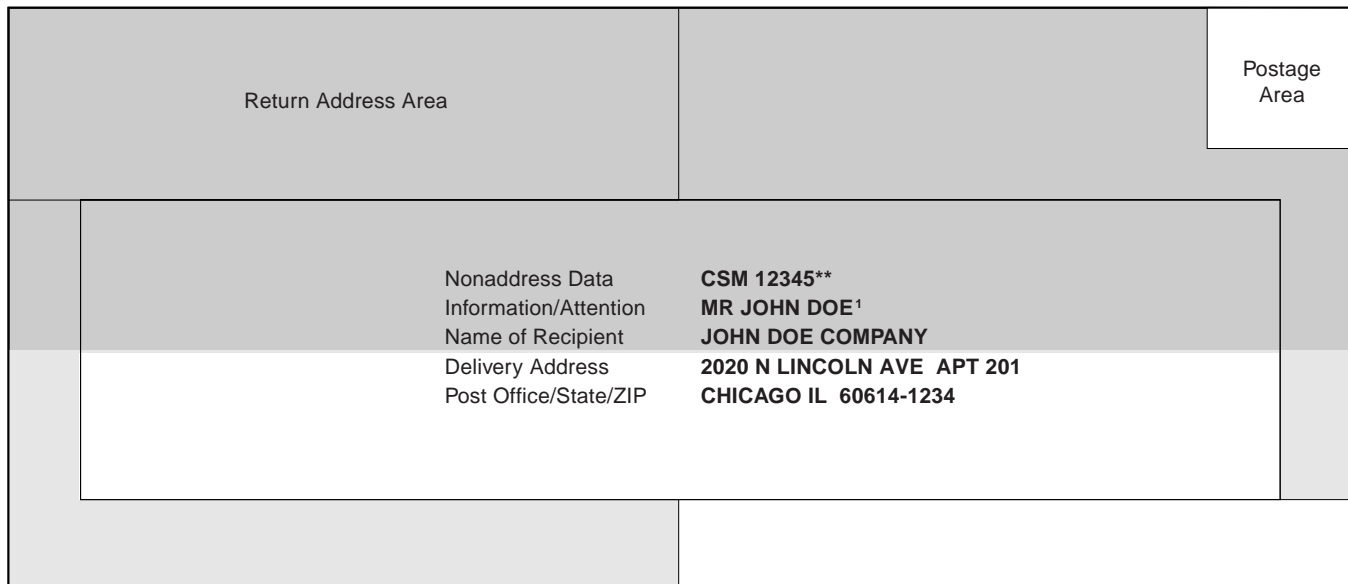 Return Address Area
Postage
Area
Nonaddress Data CSM 12345**
Information/Attention MR JOHN DOE¹
Name of Recipient JOHN DOE COMPANY
Delivery Address 2020 N LINCOLN AVE  APT 201
Post Office/State/ZIP CHICAGO IL  60614-1234